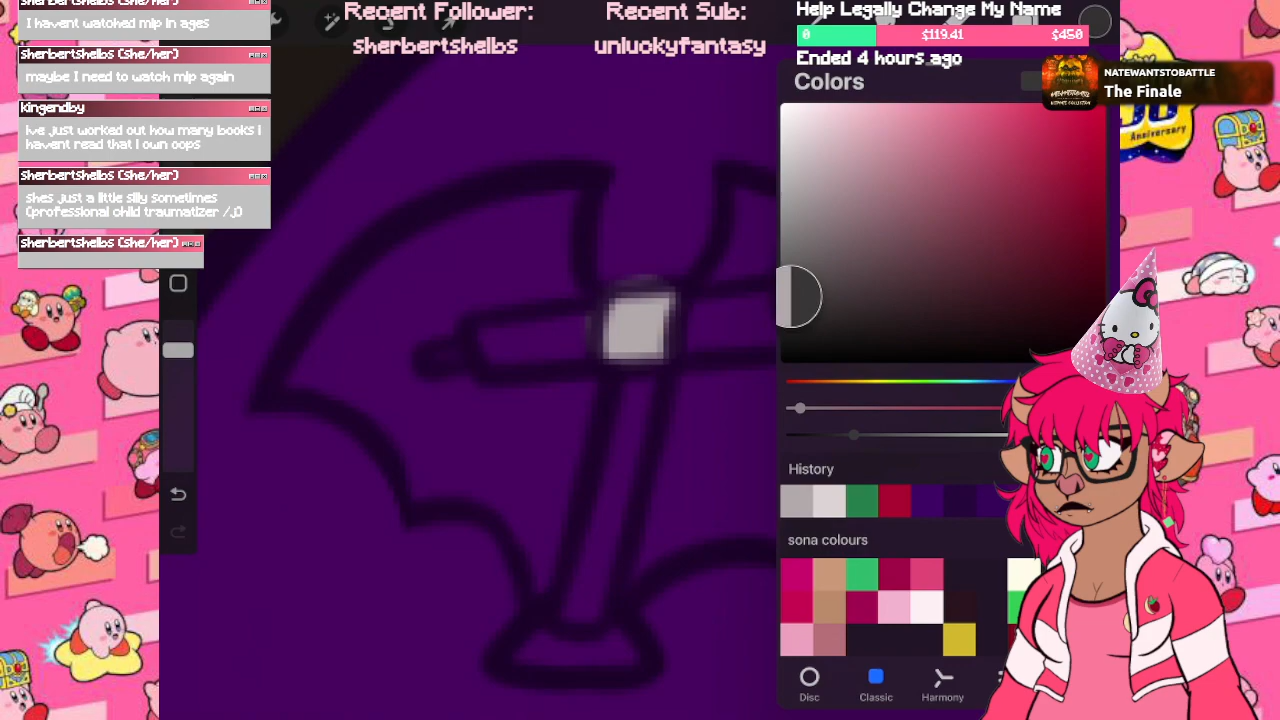 sherbertshelbs (she/her)
I havent watched mlp in ages
sherbertshelbs (she/her)
maybe I need to watch mlp again
kingendby
ive just worked out how many books i
havent read that i own oops
sherbertshelbs (she/her)
shes just a little silly sometimes
(professional child traumatizer /j)
sherbertshelbs (she/her)
Recent Follower:
sherbertshelbs
Recent Sub:
unluckyfantasy
Help Legally Change My Name
0 $119.41 $450
Ended 4 hours ago
NATEWANTSTOBATTLE
The Finale
Anniversary
Colors
History
sona colours
Disc
Classic
Harmony